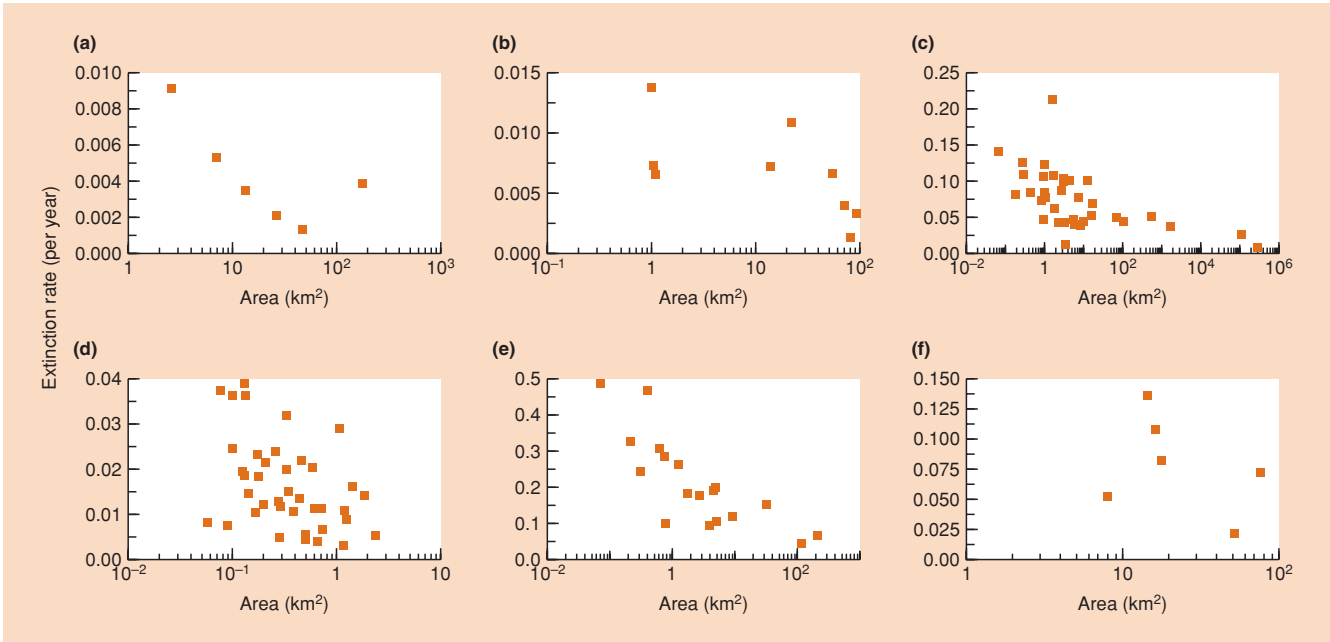 Extinction rate (per year)
(a)
0.010
0.008
0.006
0.004
0.002
0.000
1 10 10² 10³
Area (km²)
(b)
0.015
0.010
0.005
0.000
10⁻¹ 1 10 10²
Area (km²)
(c)
0.25
0.20
0.15
0.10
0.05
0.00
10⁻² 1 10² 10⁴ 10⁶
Area (km²)
(d)
0.04
0.03
0.02
0.01
0.00
10⁻² 10⁻¹ 1 10
Area (km²)
(e)
0.5
0.4
0.3
0.2
0.1
0
10⁻² 1 10²
Area (km²)
(f)
0.150
0.125
0.100
0.075
0.050
0.025
0.000
1 10 10²
Area (km²)